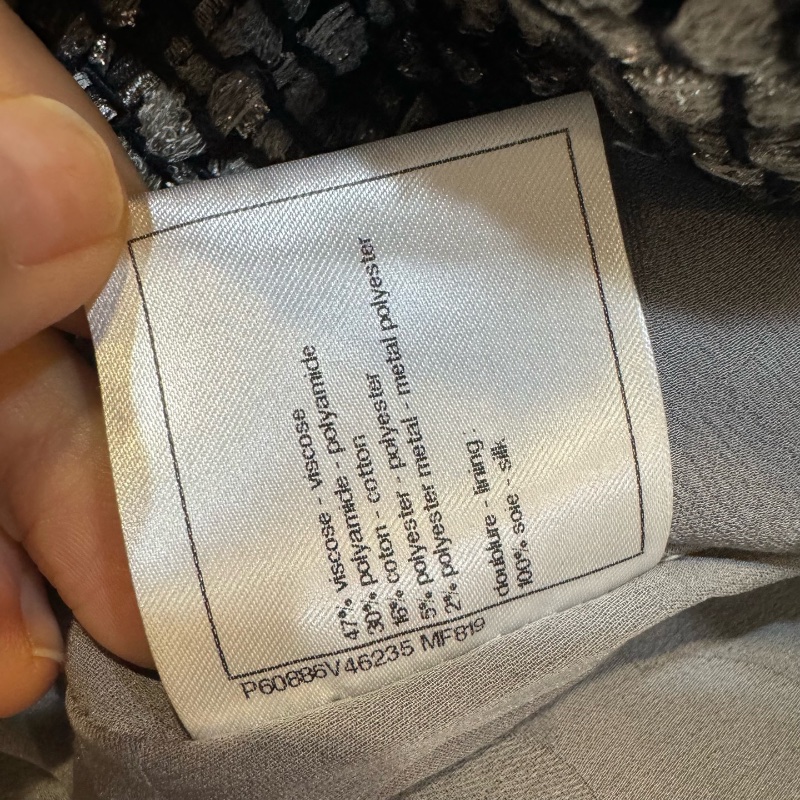 47% viscose - viscose
30% polyamide - polyamide
16% coton - cotton
5% polyester - polyester
2% polyester metal - metal polyester
doublure - lining :
100% soie - silk
P60886V46235 MF819